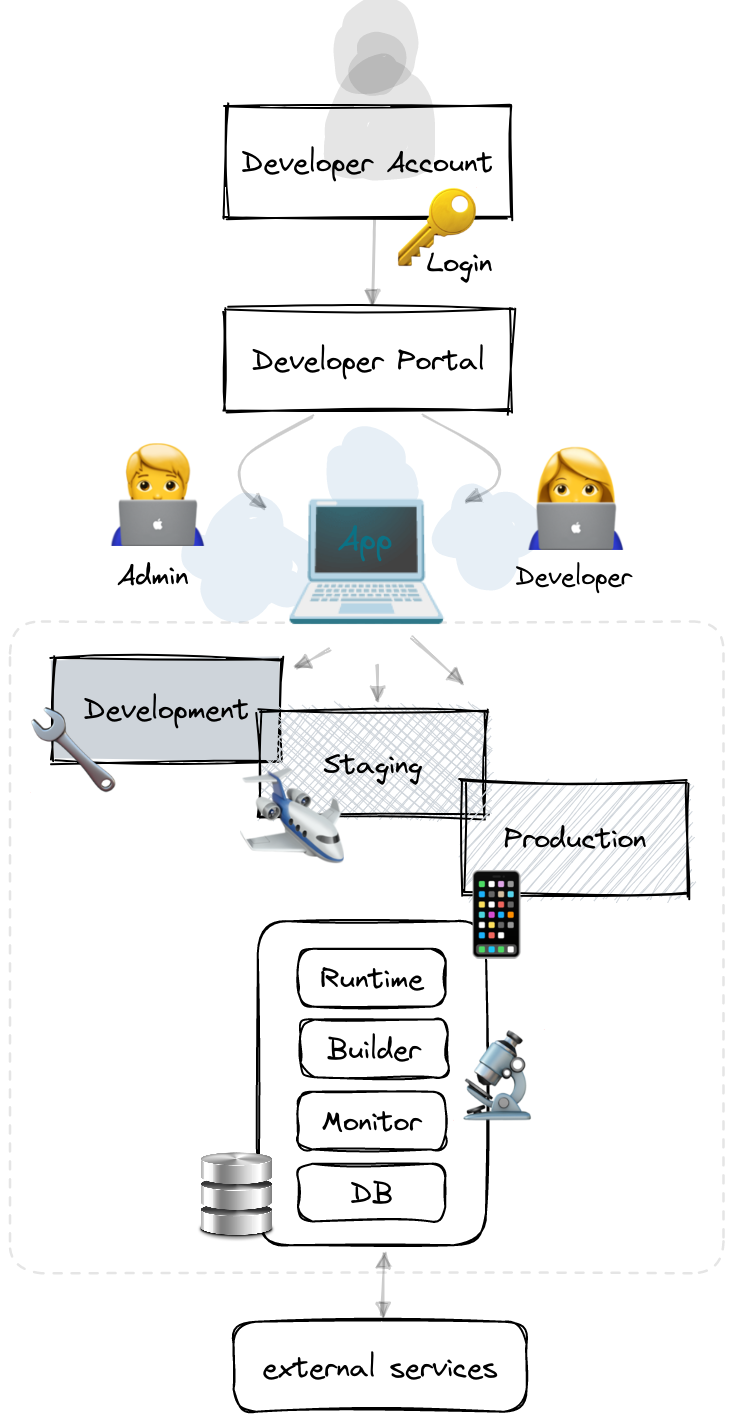 Developer Account
Login
Developer Portal
App
Admin
Developer
Development
Staging
Production
Runtime
Builder
Monitor
DB
external services